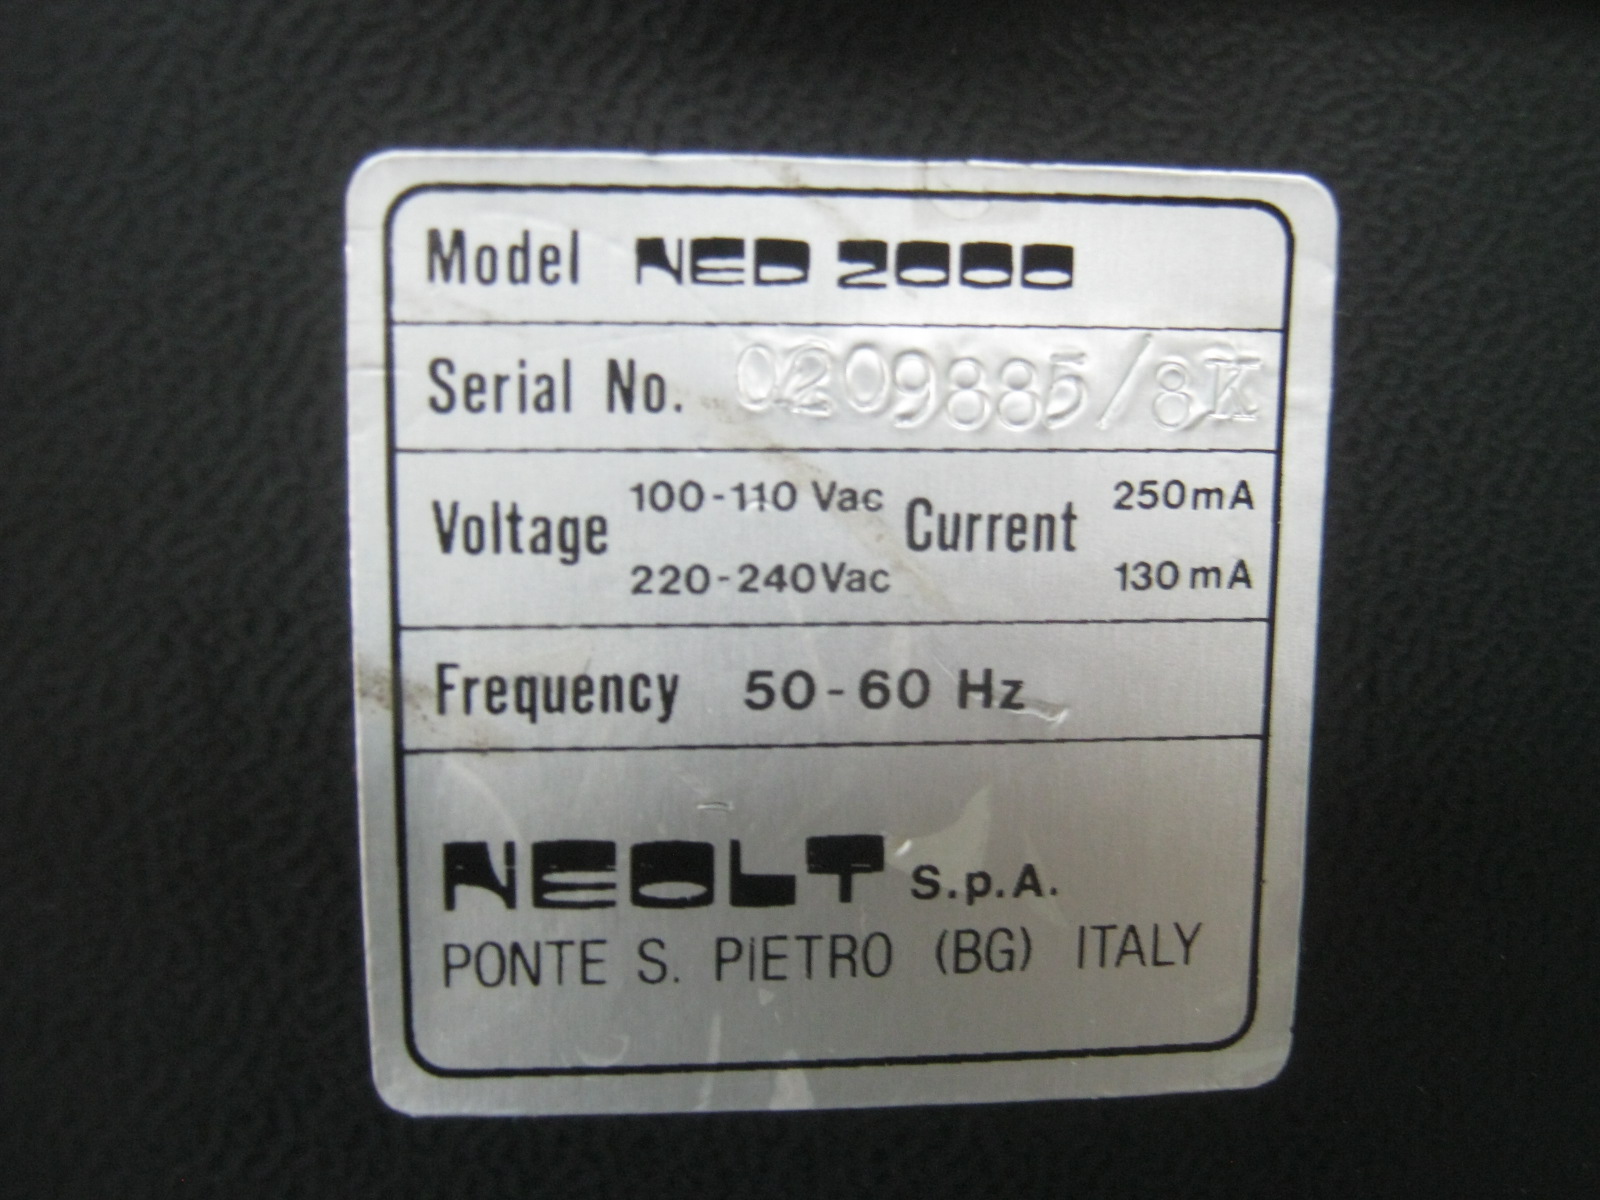 Model NED 2000
Serial No. 0209885/8K
Voltage 100-110 Vac Current 250mA
220-240Vac 130mA
Frequency 50-60 Hz
NEOLT S.p.A.
PONTE S. PIETRO (BG) ITALY